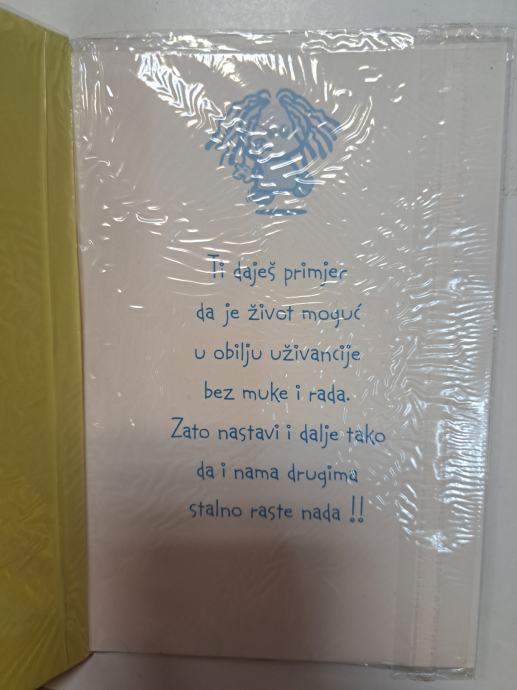 Ti daješ primjer
da je život moguć
u obilju uživancije
bez muke i rada.
Zato nastavi i dalje tako
da i nama drugima
stalno raste nada !!